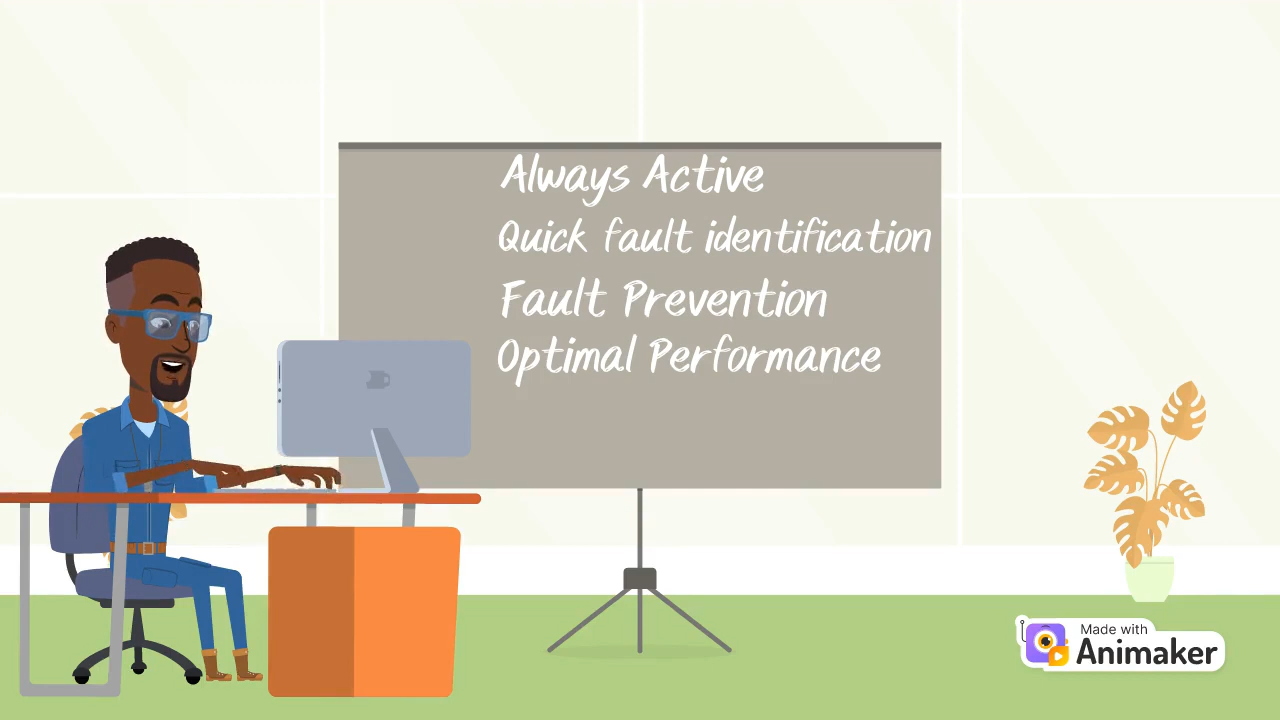 Always Active
Quick fault identification
Fault Prevention
Optimal Performance
Made with
Animaker